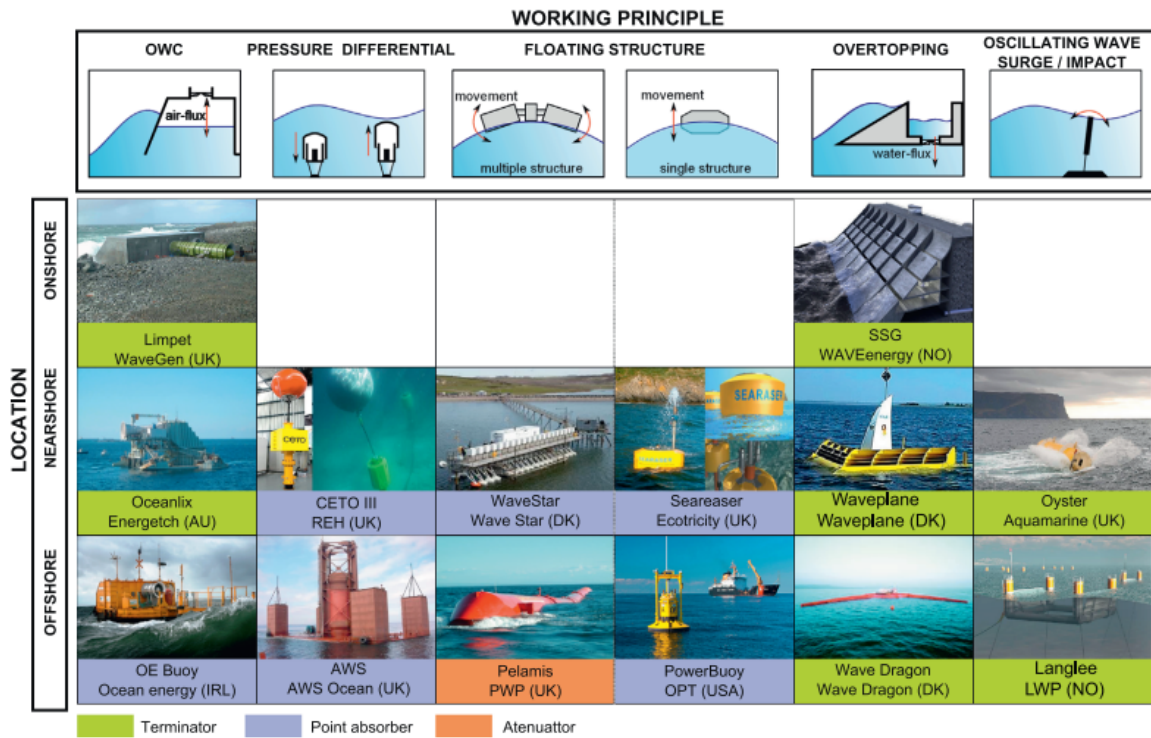 WORKING PRINCIPLE
OWC
PRESSURE DIFFERENTIAL
FLOATING STRUCTURE
OVERTOPPING
OSCILLATING WAVE
SURGE / IMPACT
air-flux
movement
multiple structure
movement
single structure
water-flux
LOCATION
ONSHORE
Limpet
WaveGen (UK)
SSG
WAVEenergy (NO)
NEARSHORE
CETO
SEARASER
Oceanlix
Energetch (AU)
CETO III
REH (UK)
WaveStar
Wave Star (DK)
Seareaser
Ecotricity (UK)
Waveplane
Waveplane (DK)
Oyster
Aquamarine (UK)
OFFSHORE
OE Buoy
Ocean energy (IRL)
AWS
AWS Ocean (UK)
Pelamis
PWP (UK)
PowerBuoy
OPT (USA)
Wave Dragon
Wave Dragon (DK)
Langlee
LWP (NO)
Terminator
Point absorber
Atenuattor